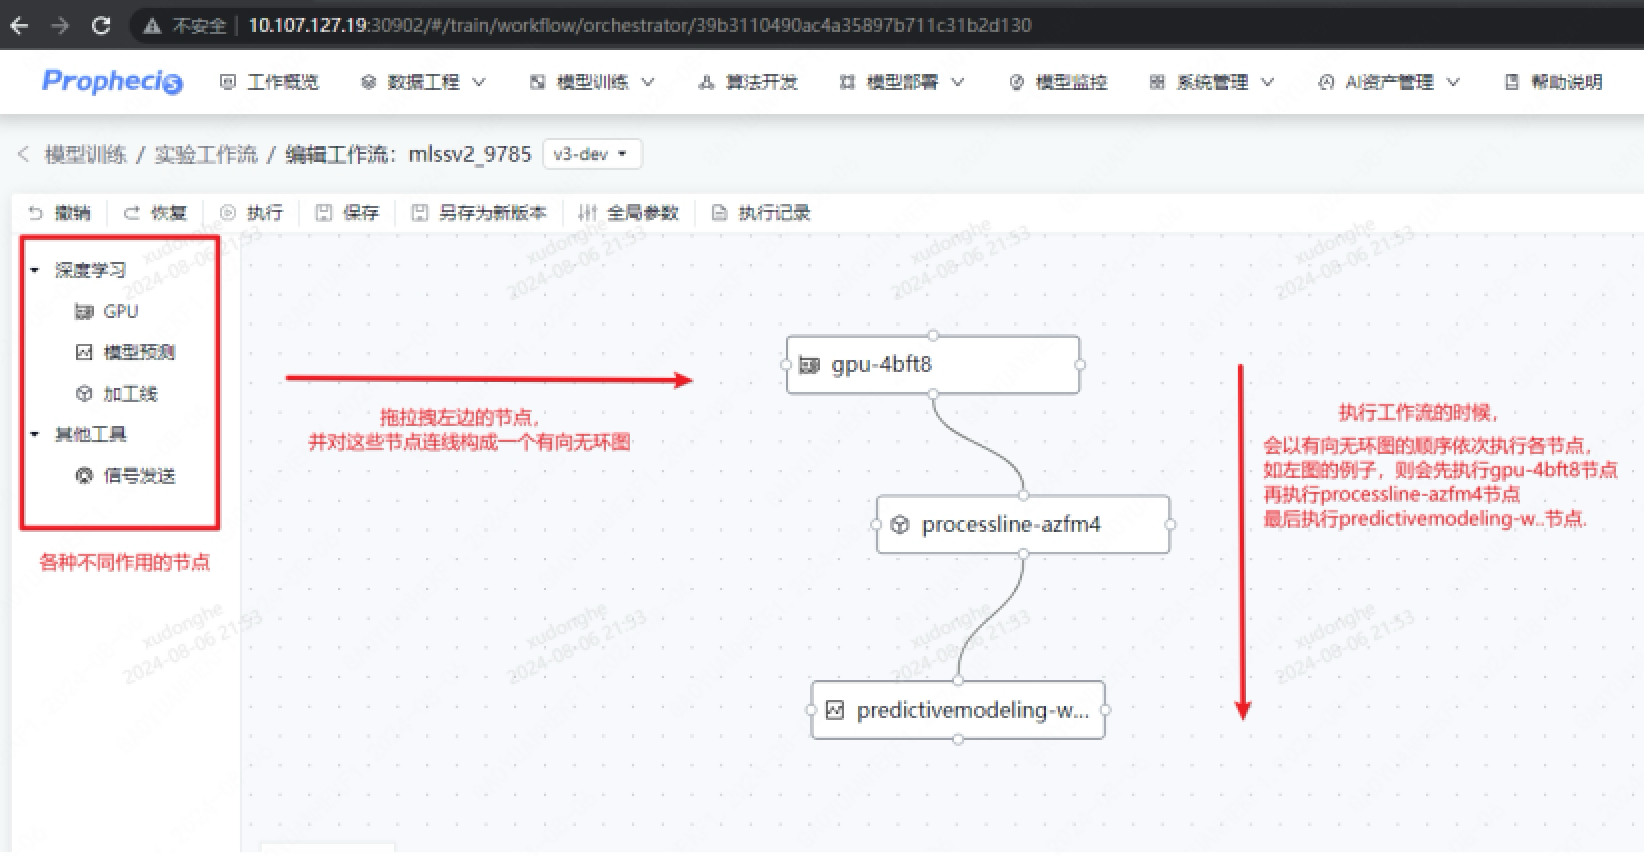 不安全 10.107.127.19:30902/#/train/workflow/orchestrator/39b3110490ac4a35897b711c31b2d130
Prophecis 工作概览 数据工程 模型训练 算法开发 模型部署 模型监控 系统管理 AI资产管理 帮助说明
模型训练 / 实验工作流 / 编辑工作流: mlssv2_9785 v3-dev
撤销 恢复 执行 保存 另存为新版本 全局参数 执行记录
深度学习
GPU
模型预测
加工线
其他工具
信号发送
各种不同作用的节点
拖拉拽左边的节点,
并对这些节点连线构成一个有向无环图
gpu-4bft8
processline-azfm4
predictivemodeling-w...
执行工作流的时候,
会以有向无环图的顺序依次执行各节点,
如左图的例子，则会先执行gpu-4bft8节点
再执行processline-azfm4节点
最后执行predictivemodeling-w..节点.
xudonghe
2024-08-06 21:53
xudonghe
2024-08-06 21:53
xudonghe
2024-08-06 21:53
xudonghe
2024-08-06 21:53
xudonghe
2024-08-06 21:53
xudonghe
2024-08-06 21:53
xudonghe
2024-08-06 21:53
xudonghe
2024-08-06 21:53